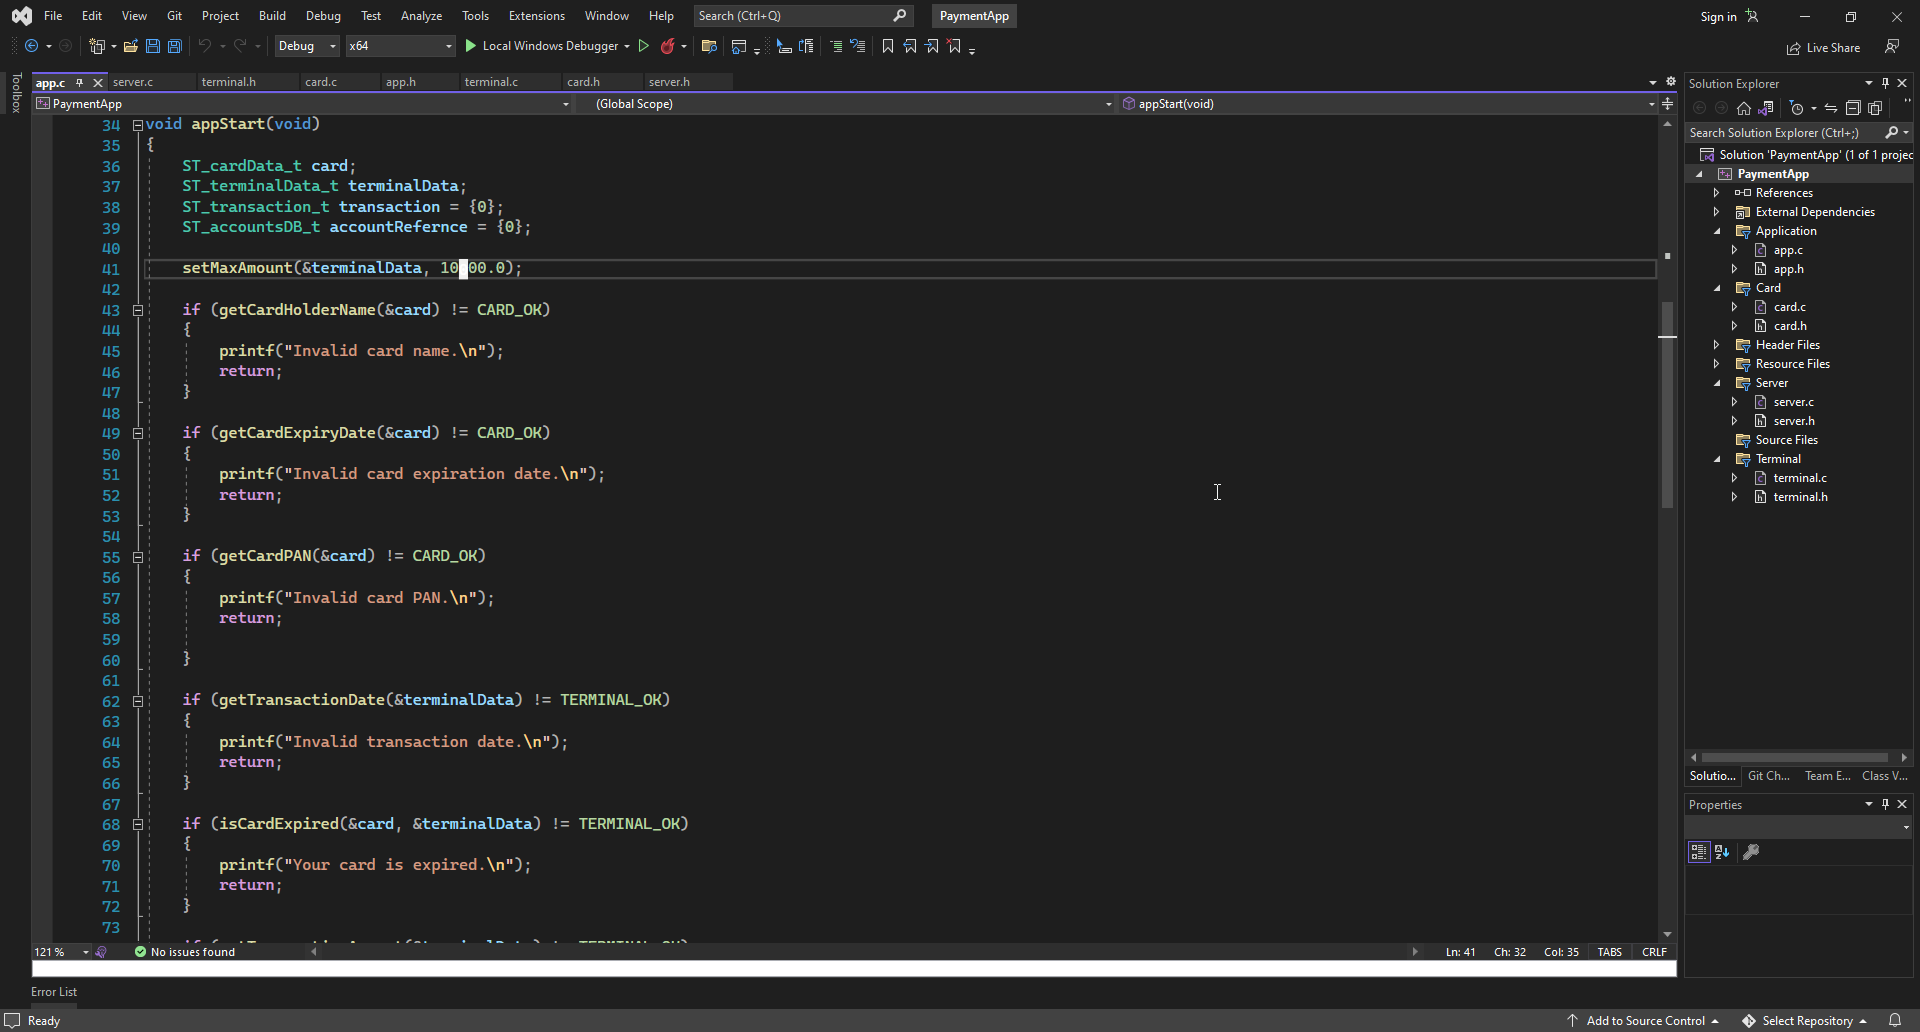 File Edit View Git Project Build Debug Test Analyze Tools Extensions Window Help Search (Ctrl+Q) PaymentApp Sign in
Debug x64 Local Windows Debugger Live Share
Toolbox
app.c server.c terminal.h card.c app.h terminal.c card.h server.h
PaymentApp (Global Scope) appStart(void)
34 void appStart(void)
35 {
36 ST_cardData_t card;
37 ST_terminalData_t terminalData;
38 ST_transaction_t transaction = {0};
39 ST_accountsDB_t accountRefernce = {0};
40
41 setMaxAmount(&terminalData, 10 00.0);
42
43 if (getCardHolderName(&card) != CARD_OK)
44 {
45 printf("Invalid card name.\n");
46 return;
47 }
48
49 if (getCardExpiryDate(&card) != CARD_OK)
50 {
51 printf("Invalid card expiration date.\n");
52 return;
53 }
54
55 if (getCardPAN(&card) != CARD_OK)
56 {
57 printf("Invalid card PAN.\n");
58 return;
59
60 }
61
62 if (getTransactionDate(&terminalData) != TERMINAL_OK)
63 {
64 printf("Invalid transaction date.\n");
65 return;
66 }
67
68 if (isCardExpired(&card, &terminalData) != TERMINAL_OK)
69 {
70 printf("Your card is expired.\n");
71 return;
72 }
73
121 % No issues found Ln: 41 Ch: 32 Col: 35 TABS CRLF
Error List
Ready Add to Source Control Select Repository
Solution Explorer
Search Solution Explorer (Ctrl+;)
Solution 'PaymentApp' (1 of 1 projec
PaymentApp
References
External Dependencies
Application
app.c
app.h
Card
card.c
card.h
Header Files
Resource Files
Server
server.c
server.h
Source Files
Terminal
terminal.c
terminal.h
Solutio... Git Ch... Team E... Class V...
Properties